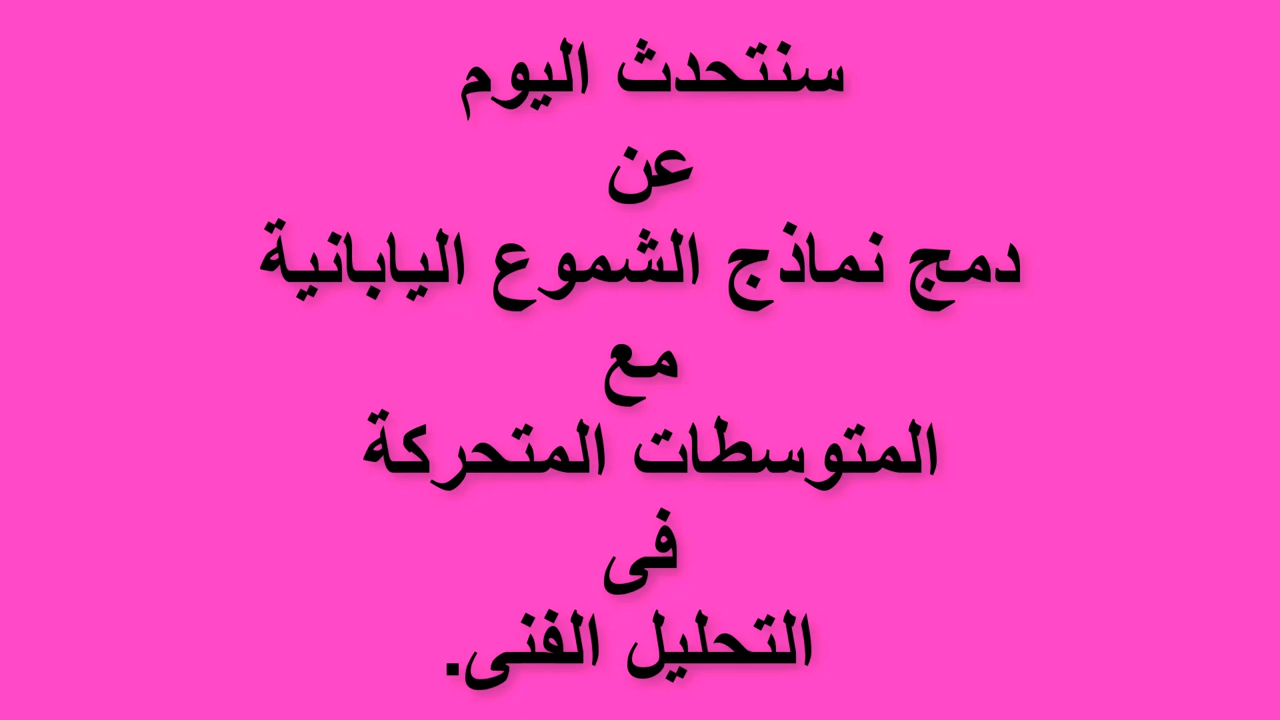 سنتحدث اليوم
عن
دمج نماذج الشموع اليابانية
مع
المتوسطات المتحركة
فى
التحليل الفنى.